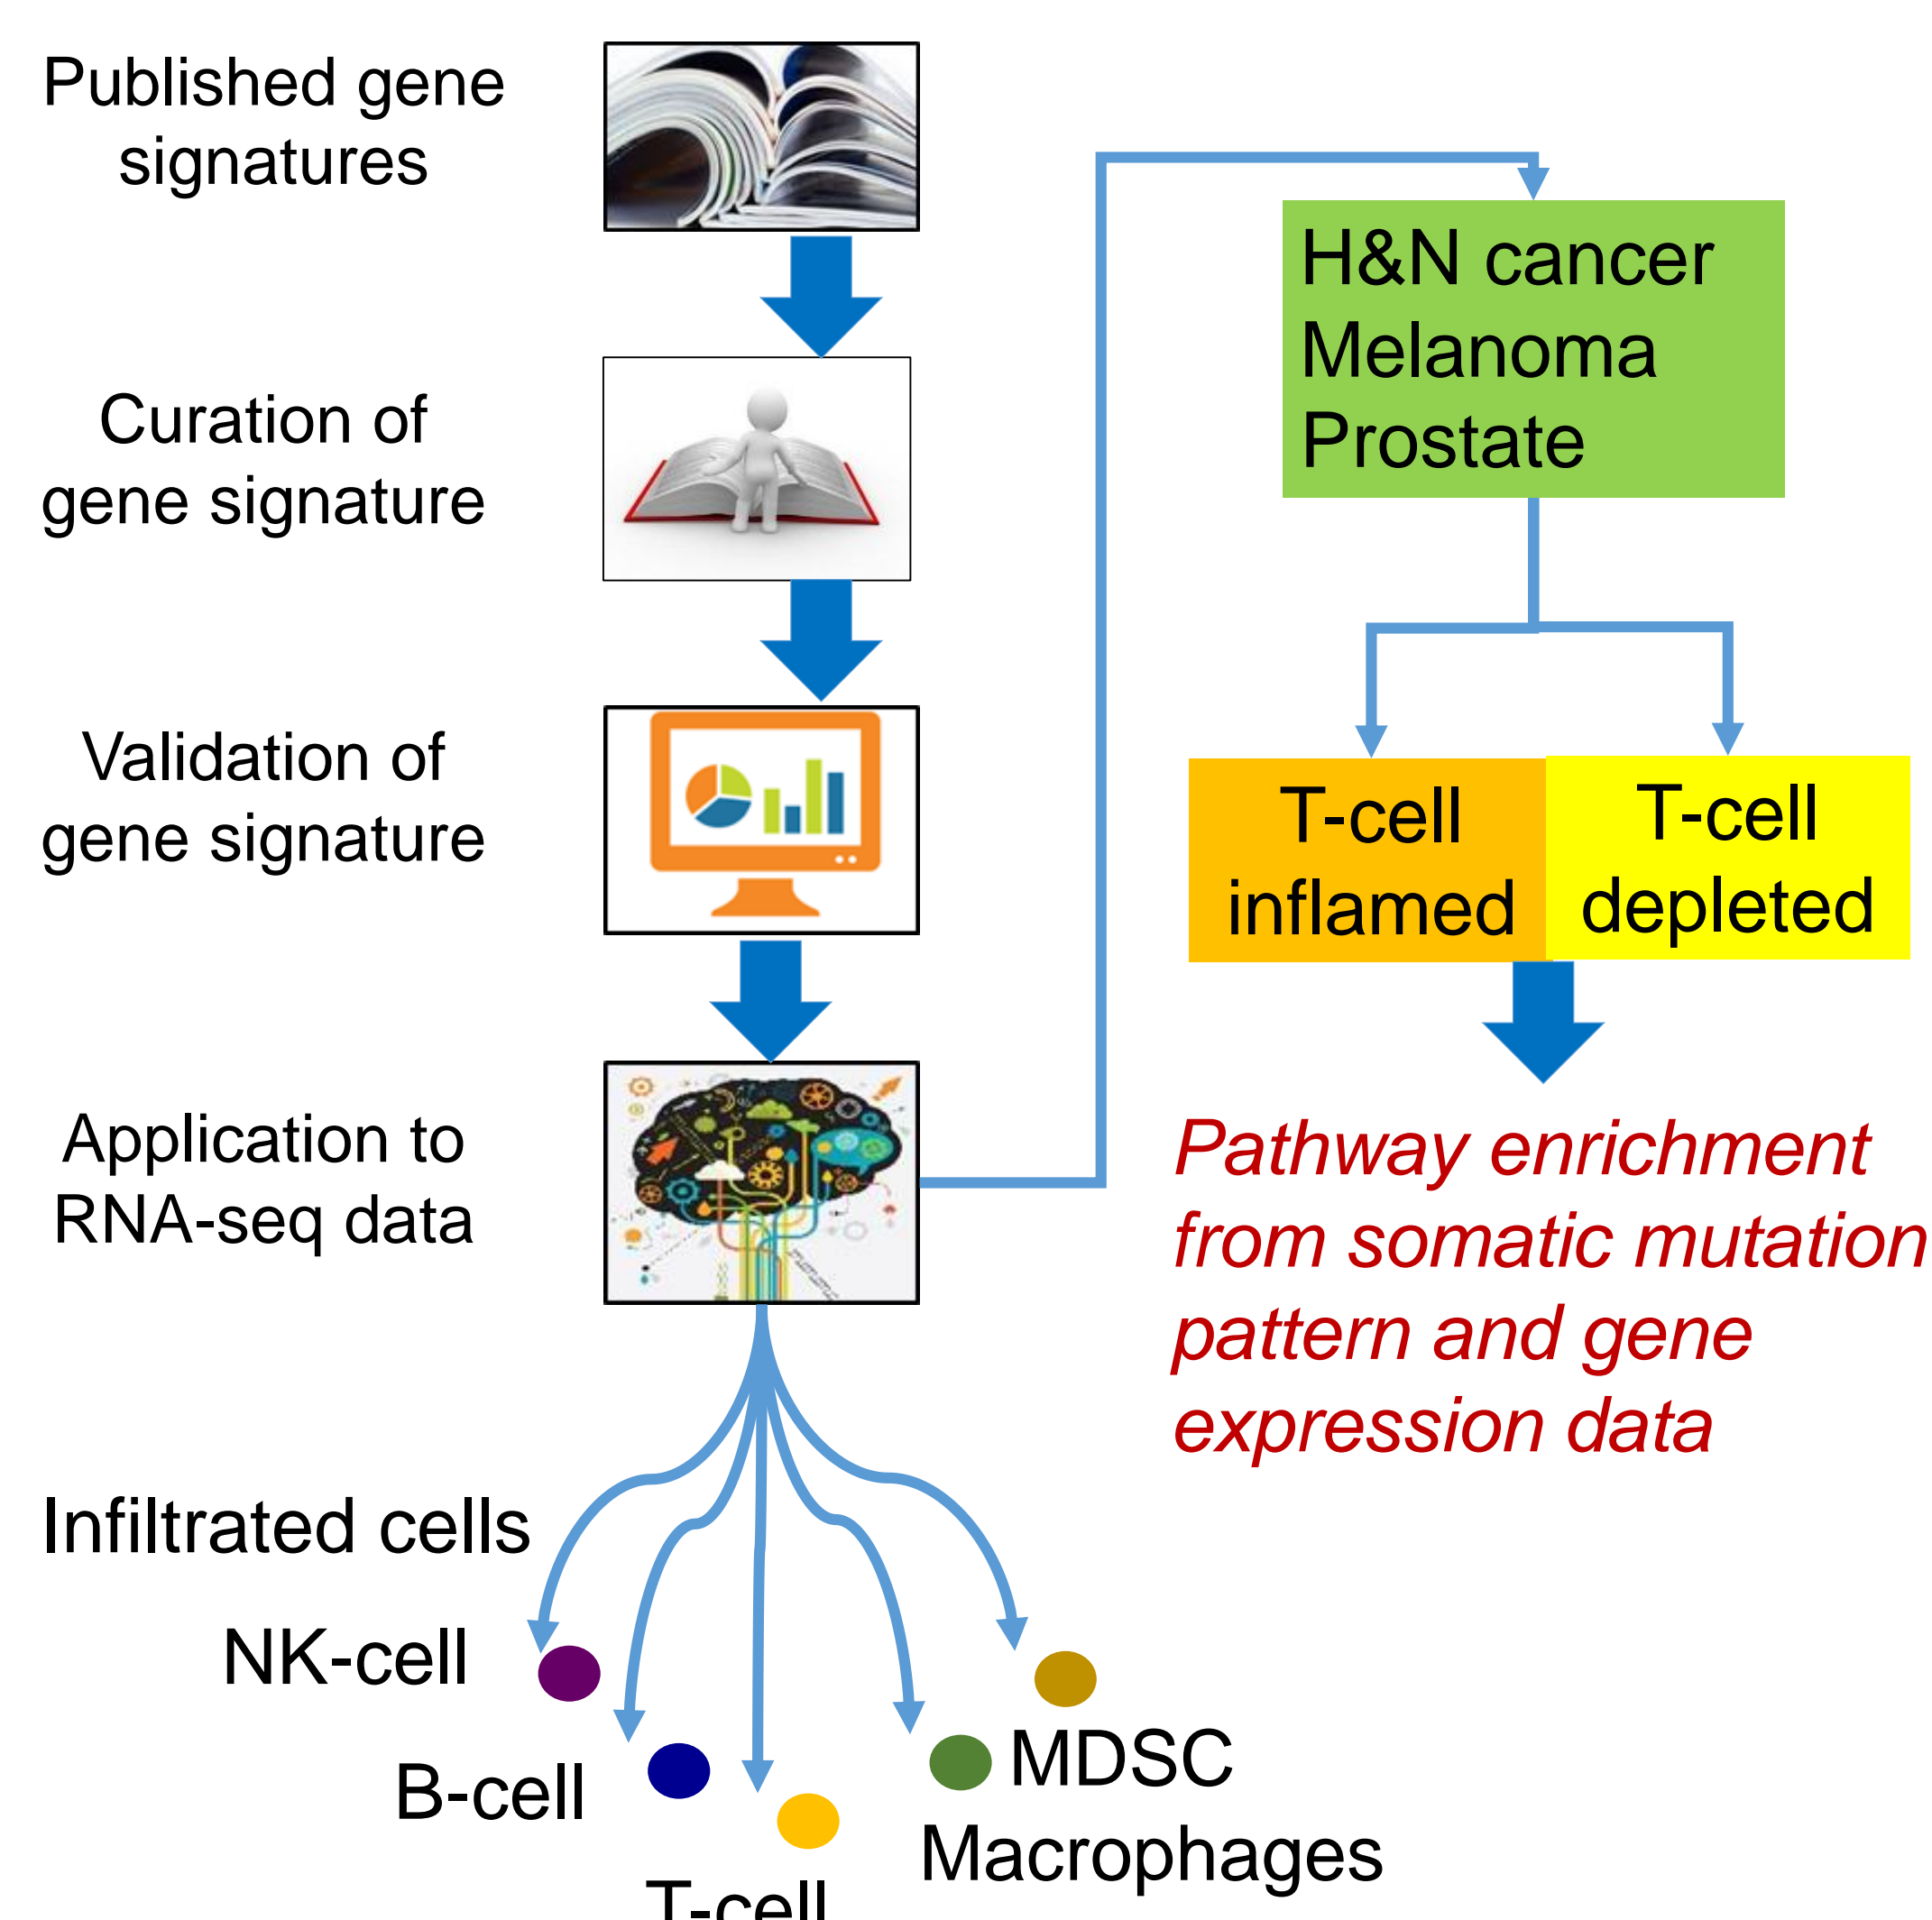 Published gene
signatures
Curation of
gene signature
Validation of
gene signature
Application to
RNA-seq data
Infiltrated cells
NK-cell
B-cell
T-cell
MDSC
Macrophages
H&N cancer
Melanoma
Prostate
T-cell
inflamed
T-cell
depleted
Pathway enrichment
from somatic mutation
pattern and gene
expression data